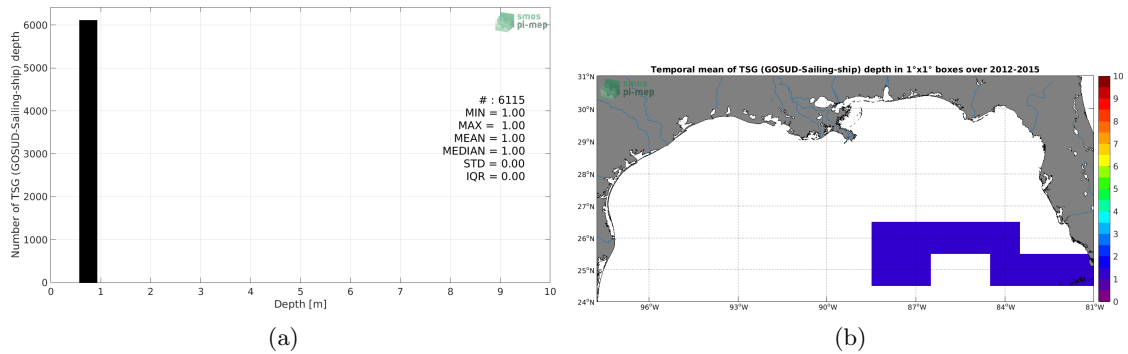 smos
pi-mep
Number of TSG (GOSUD-Sailing-ship) depth
6000
5000
4000
3000
2000
1000
0
# : 6115
MIN = 1.00
MAX = 1.00
MEAN = 1.00
MEDIAN = 1.00
STD = 0.00
IQR = 0.00
0 1 2 3 4 5 6 7 8 9 10
Depth [m]
(a)
Temporal mean of TSG (GOSUD-Sailing-ship) depth in 1°x1° boxes over 2012-2015
smos
pi-mep
31°N
30°N
29°N
28°N
27°N
26°N
25°N
24°N
96°W 93°W 90°W 87°W 84°W 81°W
10
9
8
7
6
5
4
3
2
1
0
(b)